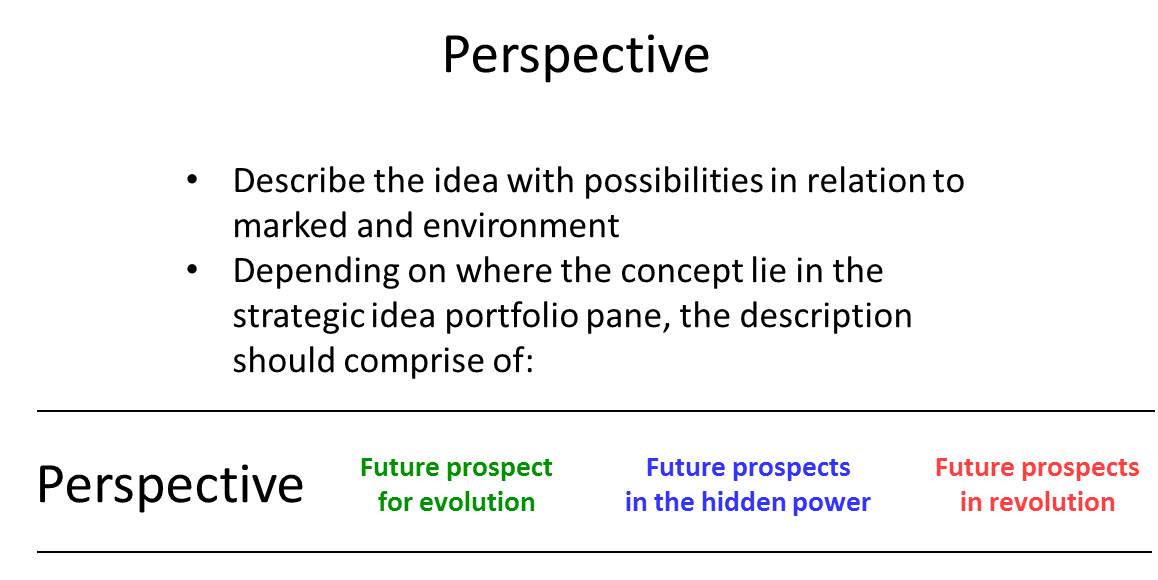 Perspective
• Describe the idea with possibilities in relation to
marked and environment
• Depending on where the concept lie in the
strategic idea portfolio pane, the description
should comprise of:
Perspective
Future prospect
for evolution
Future prospects
in the hidden power
Future prospects
in revolution